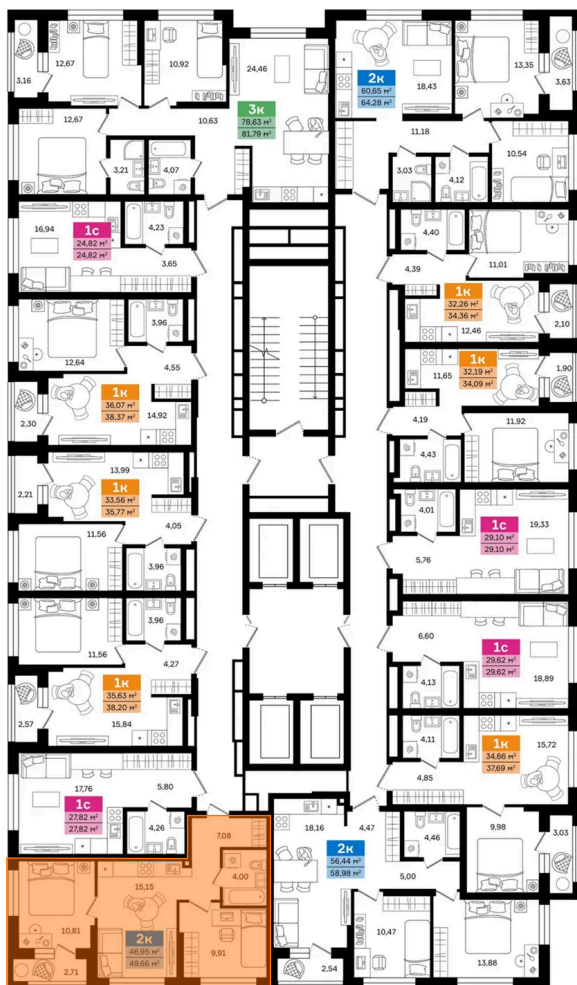 3,16
12,67
10,92
24,46
3к
78,63 м²
81,79 м²
12,67
10,63
3,21
4,07
2к
60,65 м²
64,28 м²
18,43
13,35
3,63
11,18
3,03
4,12
10,54
16,94
1с
24,82 м²
24,82 м²
4,23
3,65
4,40
11,01
4,39
1к
32,26 м²
34,36 м²
12,46
2,10
12,64
3,96
4,55
1к
36,07 м²
38,37 м²
14,92
2,30
11,65
1к
32,19 м²
34,09 м²
1,90
4,19
11,92
4,43
2,21
13,99
1к
33,56 м²
35,77 м²
4,05
11,56
3,96
4,01
1с
29,10 м²
29,10 м²
19,33
5,76
11,56
3,96
4,27
1к
35,63 м²
38,20 м²
15,84
2,57
6,60
1с
29,62 м²
29,62 м²
4,13
18,89
4,11
1к
34,66 м²
37,69 м²
15,72
4,85
17,76
5,80
1с
27,82 м²
27,82 м²
4,26
7,08
4,00
15,15
10,81
2к
46,95 м²
49,66 м²
9,91
2,71
18,16
4,47
2к
56,44 м²
58,98 м²
4,46
5,00
9,98
3,03
10,47
13,88
2,54